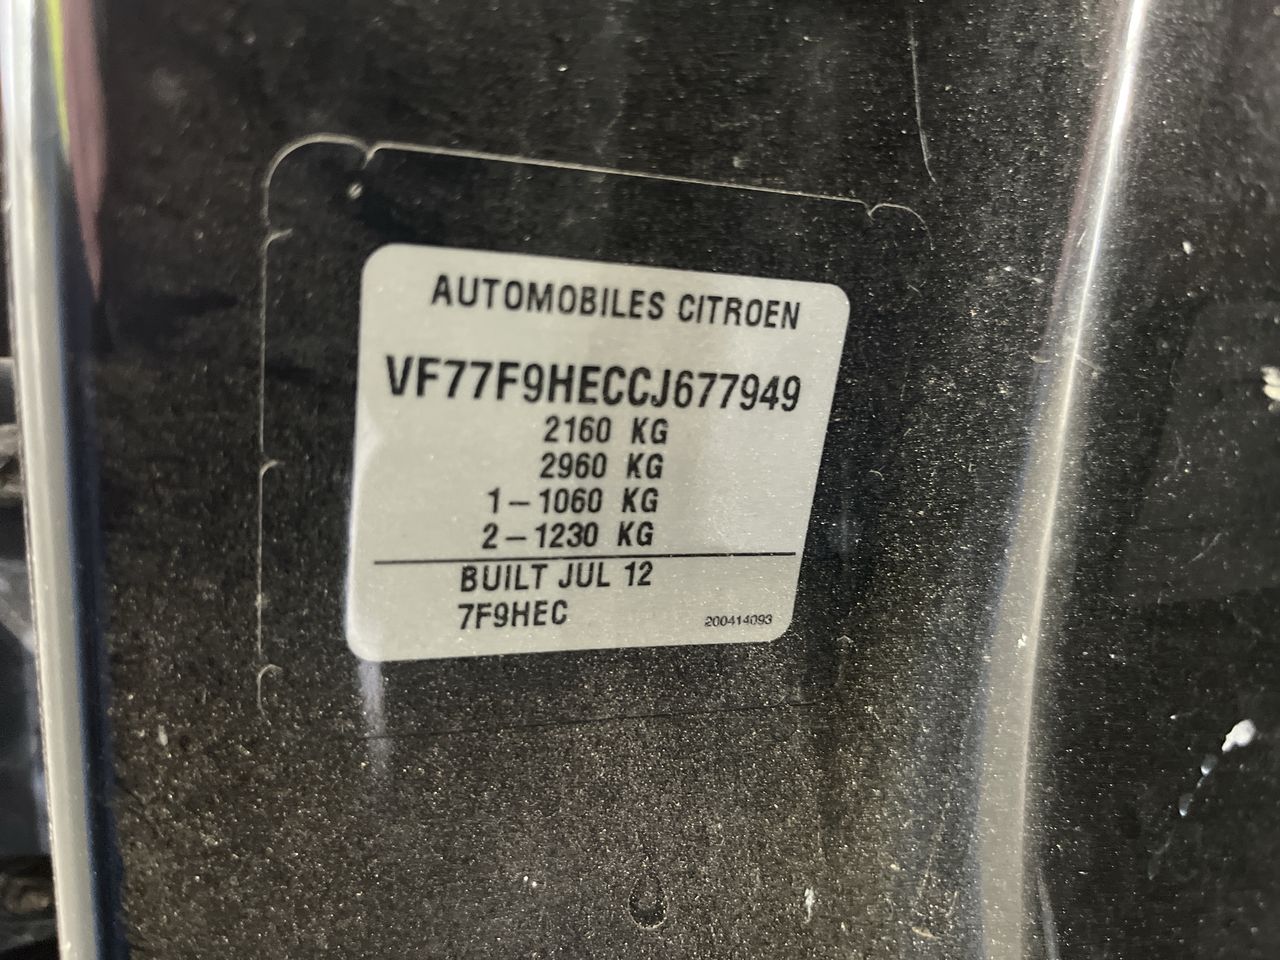 AUTOMOBILES CITROEN
VF77F9HECCJ677949
2160 KG
2960 KG
1-1060 KG
2-1230 KG
BUILT JUL 12
7F9HEC
200414093